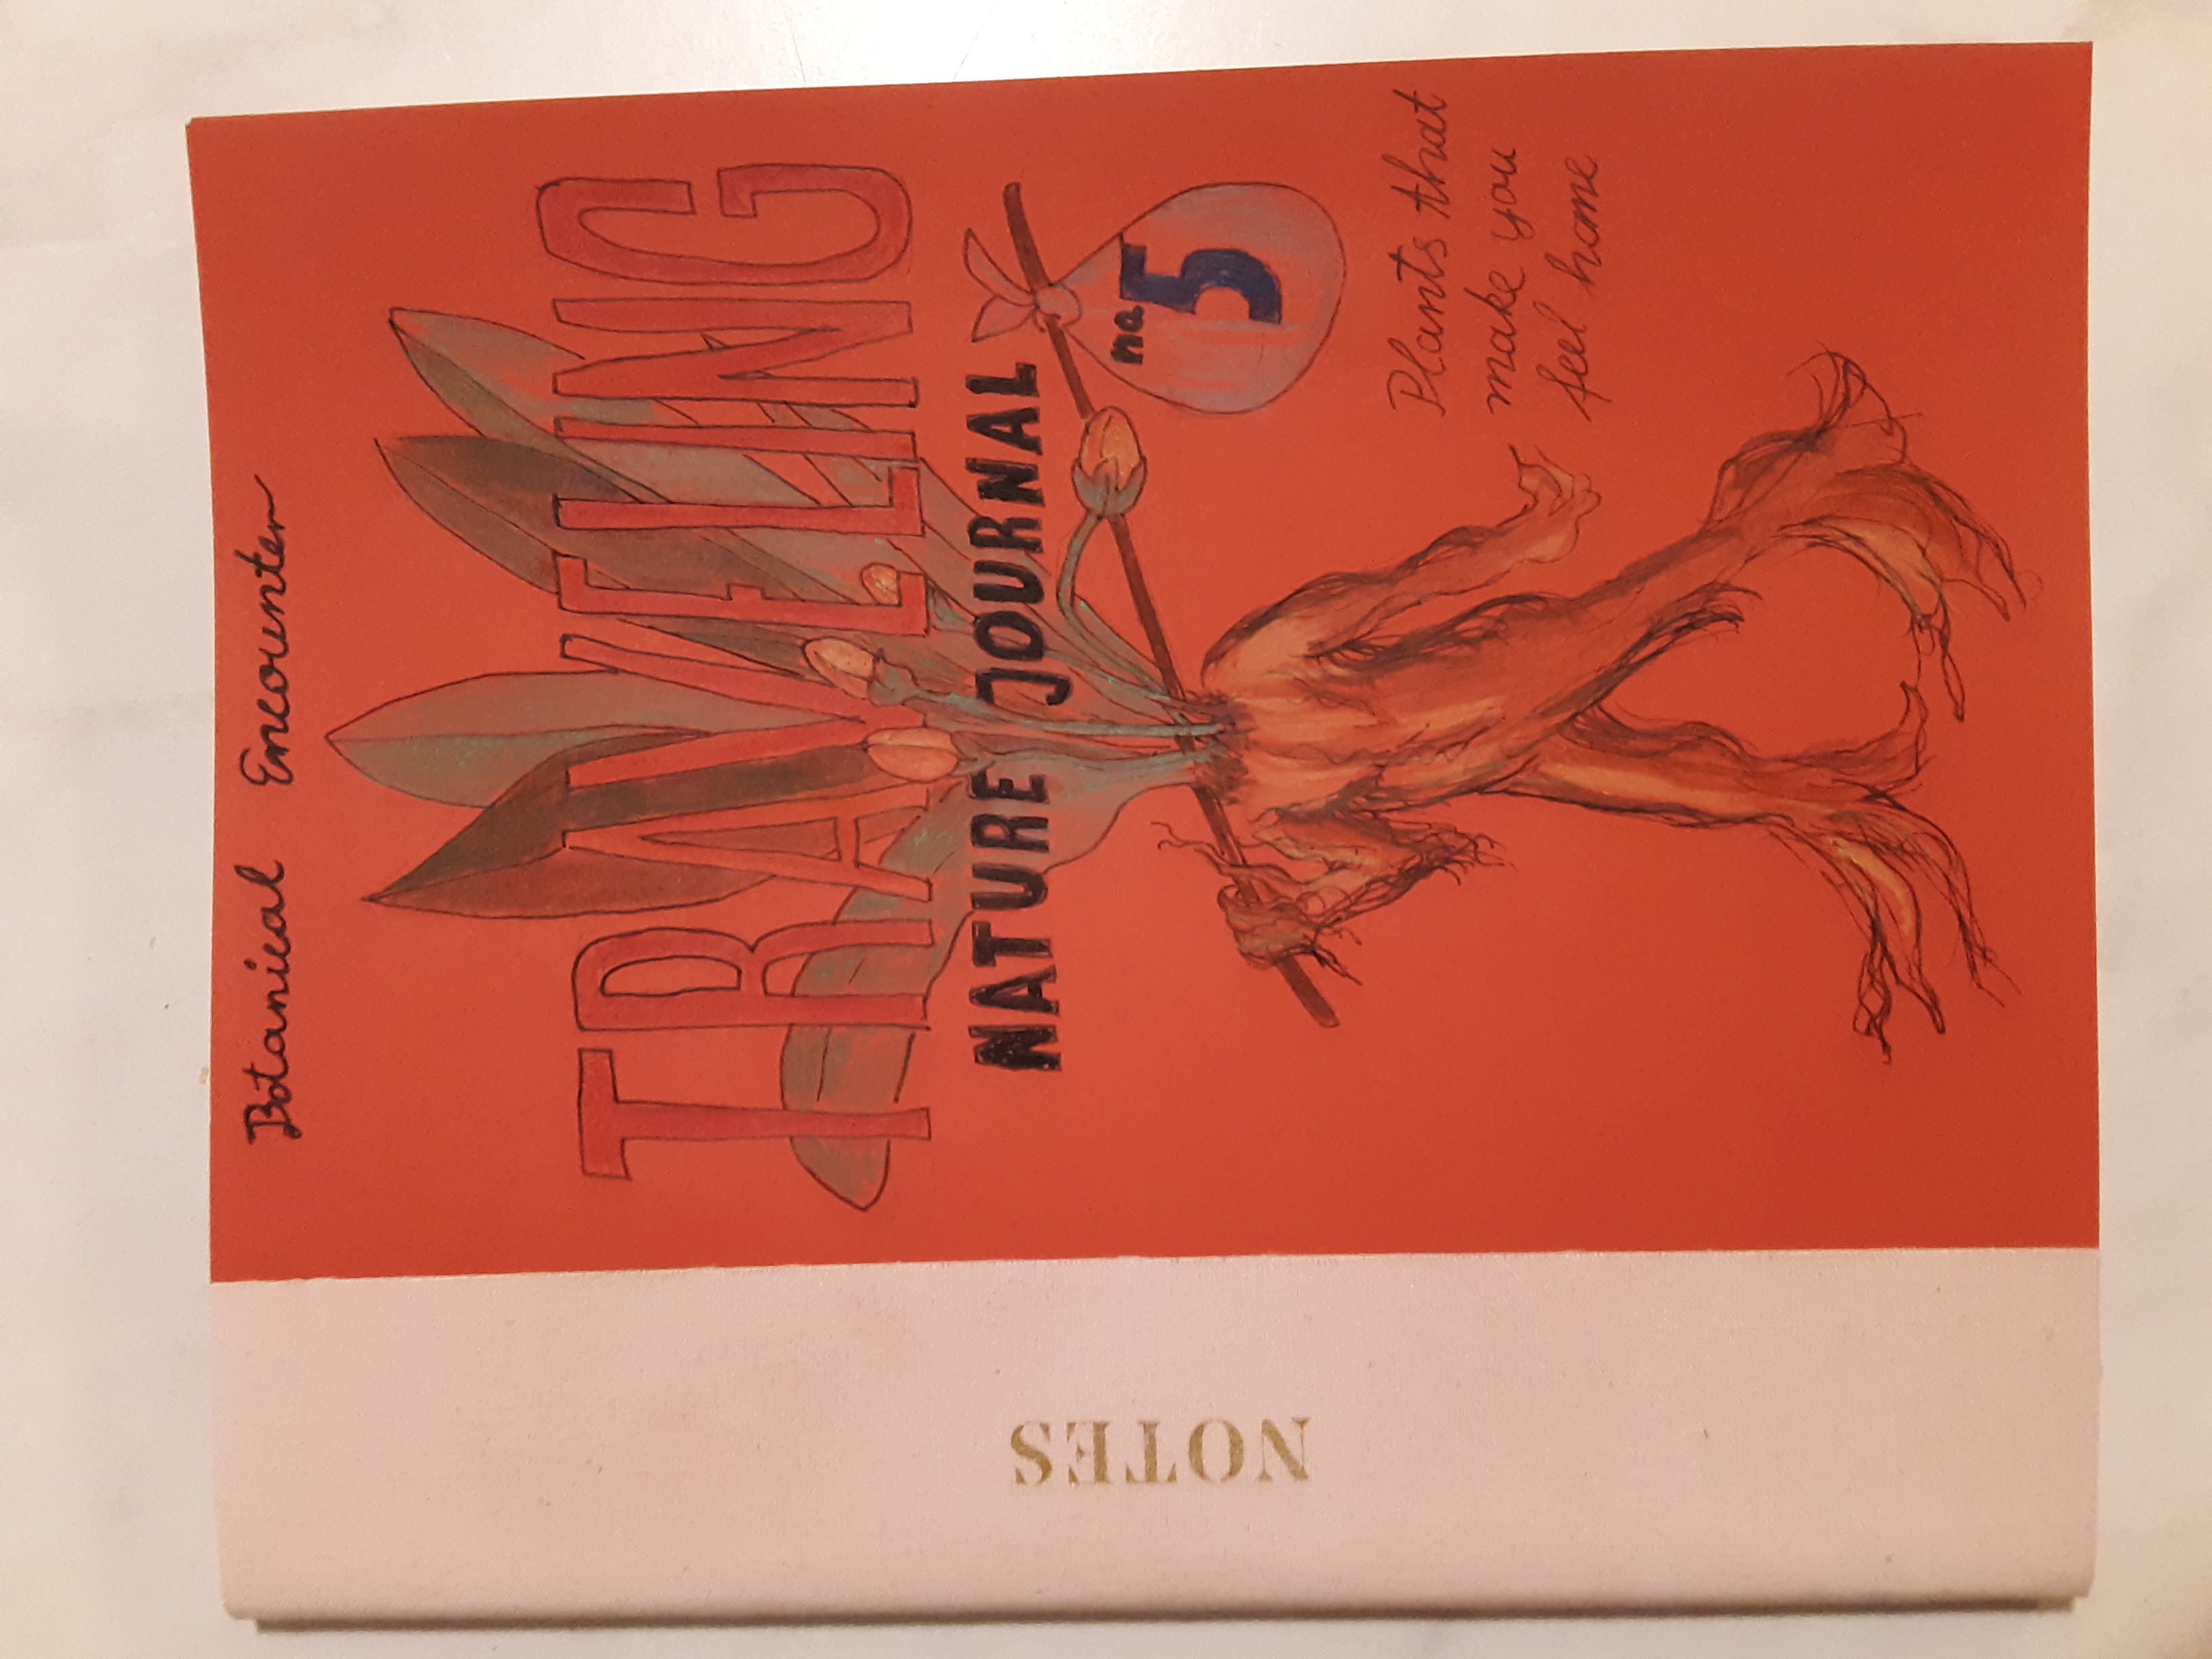 Botanical Encounter
TRAVELING
NATURE JOURNAL
no 5
Plants that
make you
feel home
NOTES